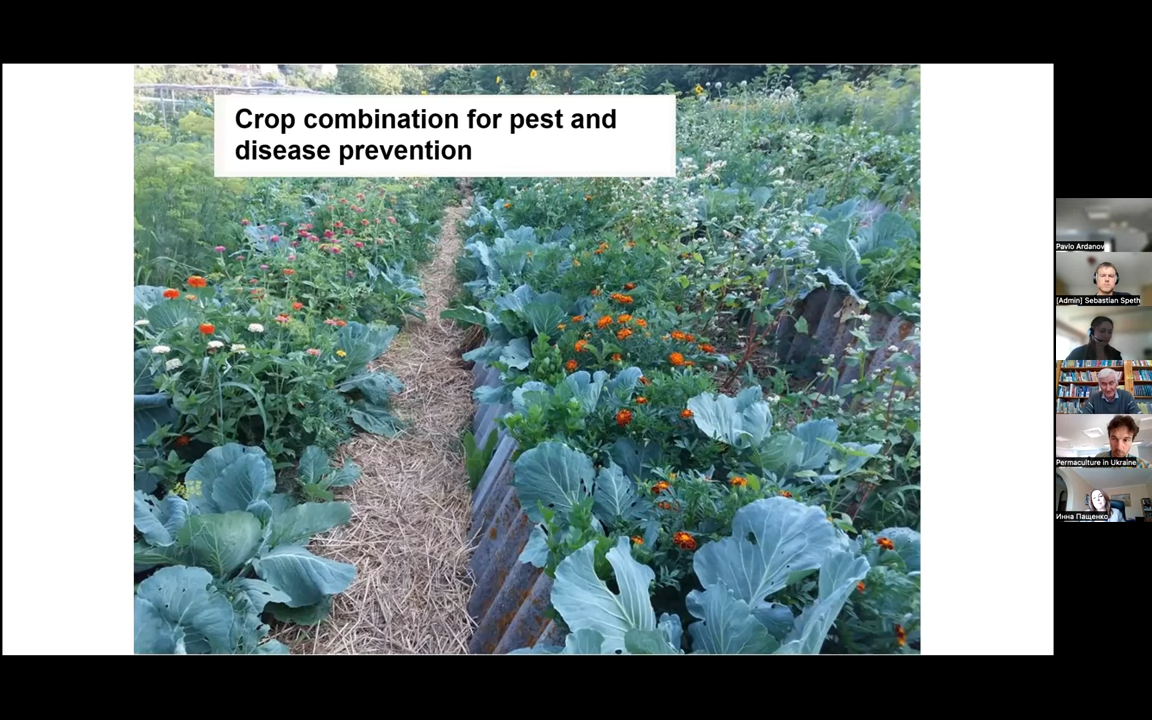 Crop combination for pest and
disease prevention
Pavlo Ardanov
[Admin] Sebastian Speth
Permaculture in Ukraine
Инна Пащенко